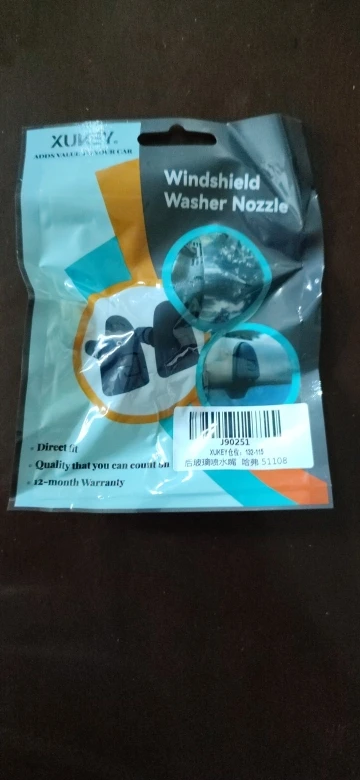 XUKEY
ADDS VALUE TO YOUR CAR
Windshield
Washer Nozzle
Direct fit
Quality that you can count on
12-month Warranty
J90251
XUKEY仓位：132-115
后玻璃喷水嘴 哈弗 51108